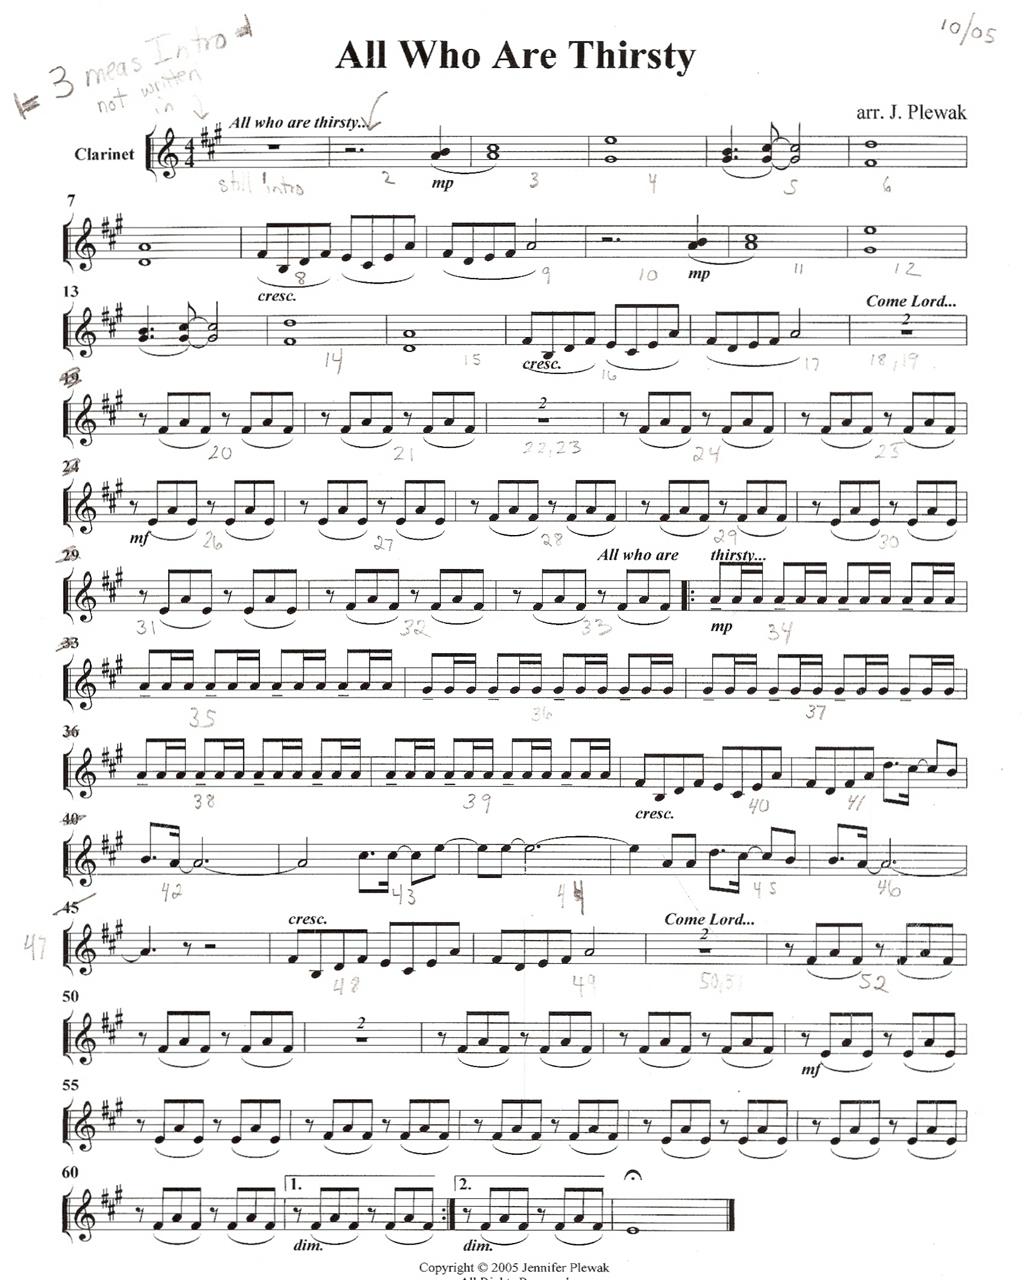 10/05
3 meas Intro
not written
in
All Who Are Thirsty
arr. J. Plewak
All who are thirsty...
Clarinet
4
4
still Intro 2 mp 3 4 5 6
7
8 9 10 mp 11 12
cresc.
13
Come Lord...
2
14 15 cresc. 16 17 18,19
19
2
20 21 22,23 24 25
24
mf 26 27 28 29 30
29
All who are thirsty...
31 32 33 mp 34
33
35 36 37
36
38 39 cresc. 40 41
40
42 43 44 45 46
45
47
cresc. Come Lord...
2
48 49 50,51 52
50
2
mf
55
60
1. 2.
dim. dim.
Copyright © 2005 Jennifer Plewak